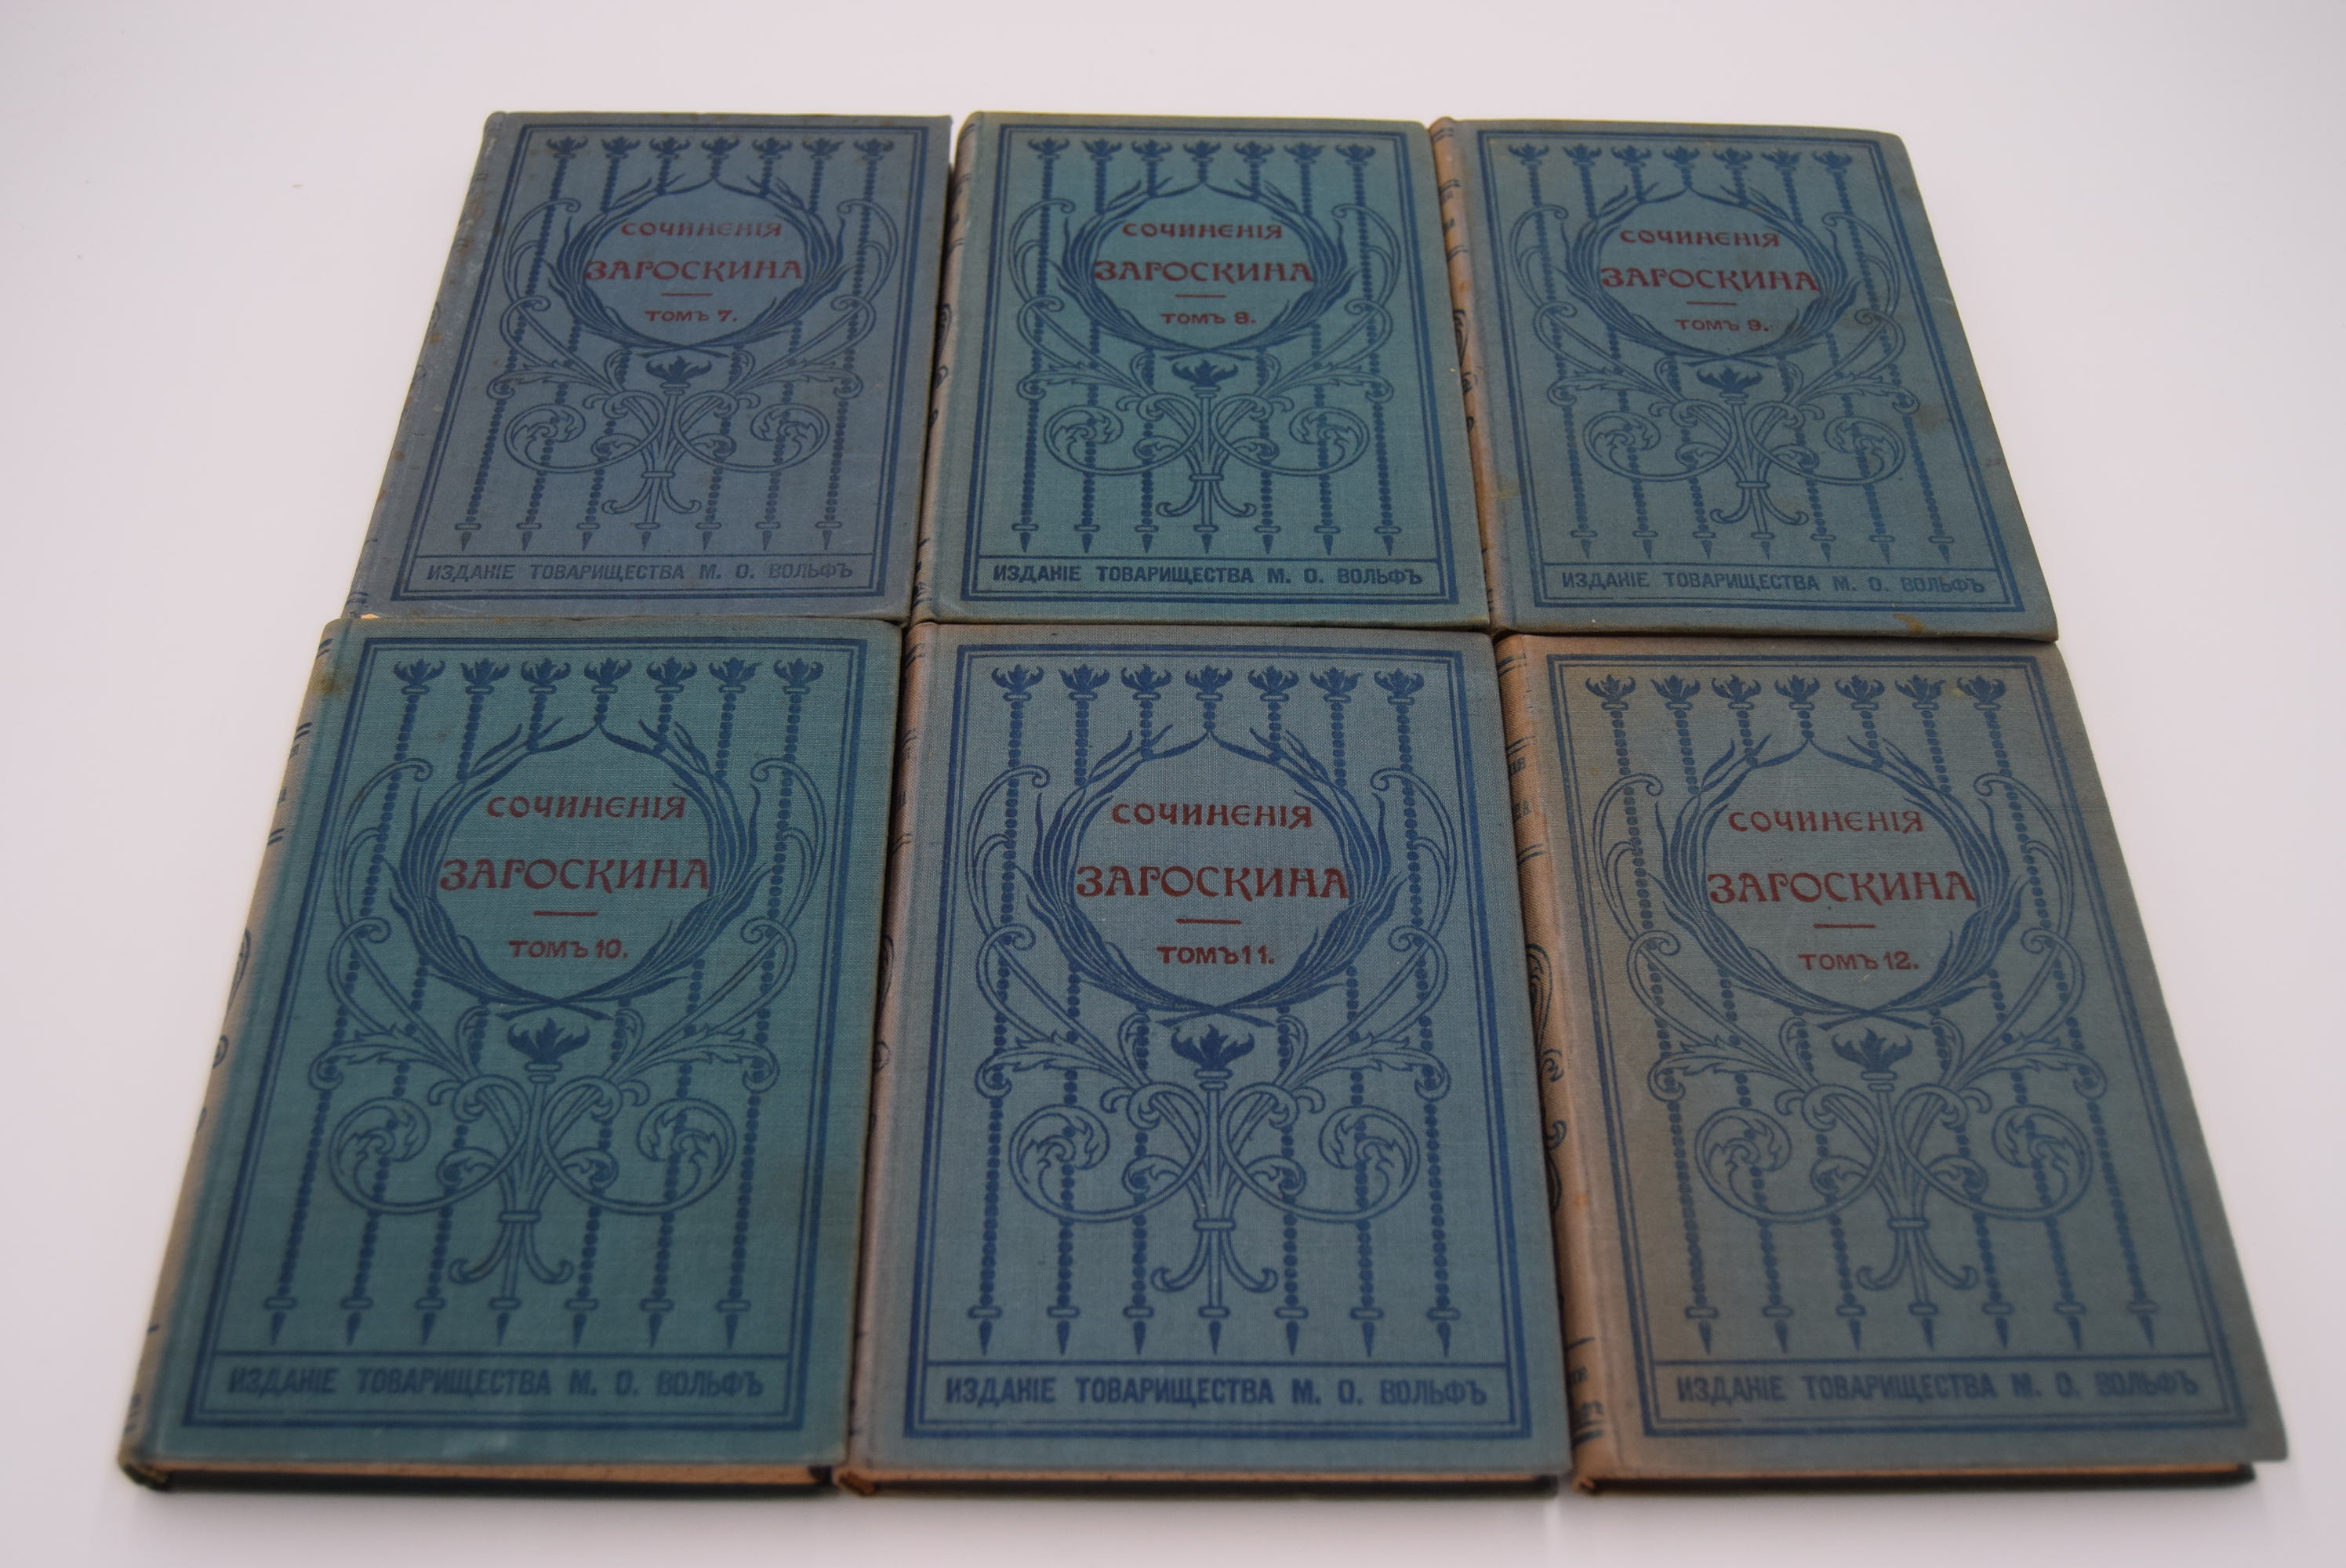 СОЧИНЕНІЯ
ЗАГОСКИНА
ТОМЪ 7.
ИЗДАНІЕ ТОВАРИЩЕСТВА М. О. ВОЛЬФЪ
СОЧИНЕНІЯ
ЗАГОСКИНА
ТОМЪ 8.
ИЗДАНІЕ ТОВАРИЩЕСТВА М. О. ВОЛЬФЪ
СОЧИНЕНІЯ
ЗАГОСКИНА
ТОМЪ 9.
ИЗДАНІЕ ТОВАРИЩЕСТВА М. О. ВОЛЬФЪ
СОЧИНЕНІЯ
ЗАГОСКИНА
ТОМЪ 10.
ИЗДАНІЕ ТОВАРИЩЕСТВА М. О. ВОЛЬФЪ
СОЧИНЕНІЯ
ЗАГОСКИНА
ТОМЪ 11.
ИЗДАНІЕ ТОВАРИЩЕСТВА М. О. ВОЛЬФЪ
СОЧИНЕНІЯ
ЗАГОСКИНА
ТОМЪ 12.
ИЗДАНІЕ ТОВАРИЩЕСТВА М. О. ВОЛЬФЪ